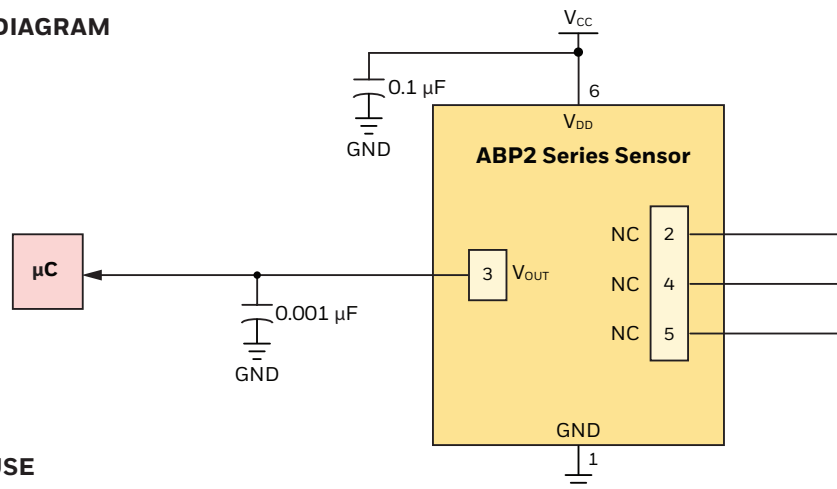 DIAGRAM
VCC
0.1 µF
GND
6
VDD
ABP2 Series Sensor
NC 2
µC
3 VOUT
NC 4
0.001 µF
NC 5
GND
GND
1
USE